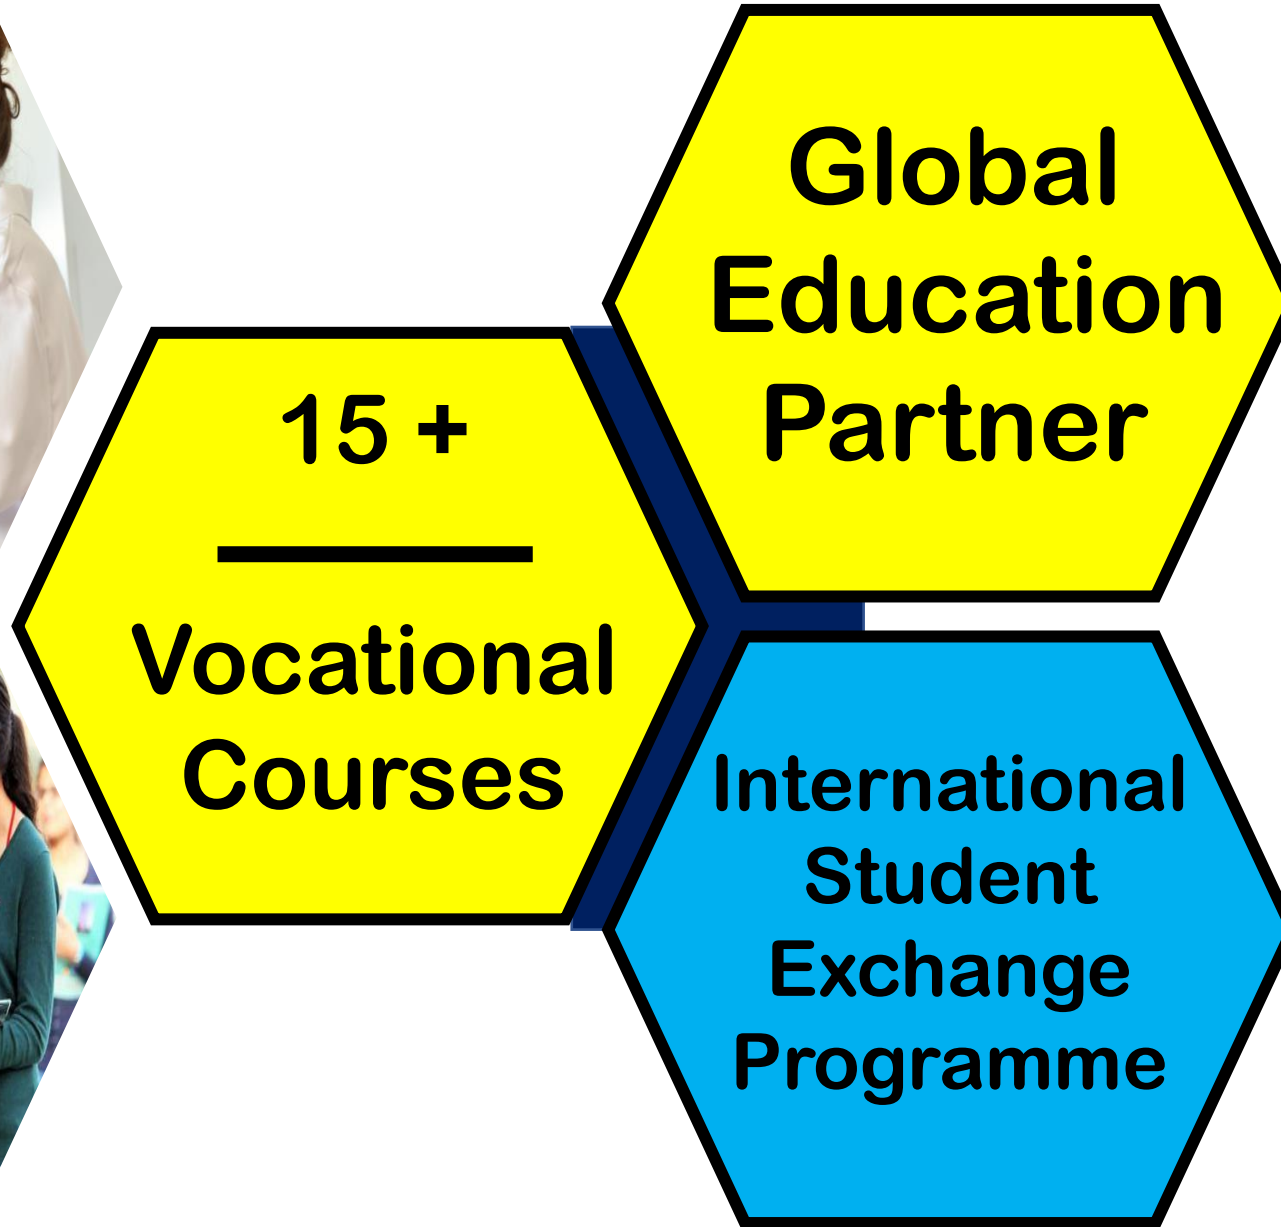 Global
Education
Partner
15 +
Vocational
Courses
International
Student
Exchange
Programme